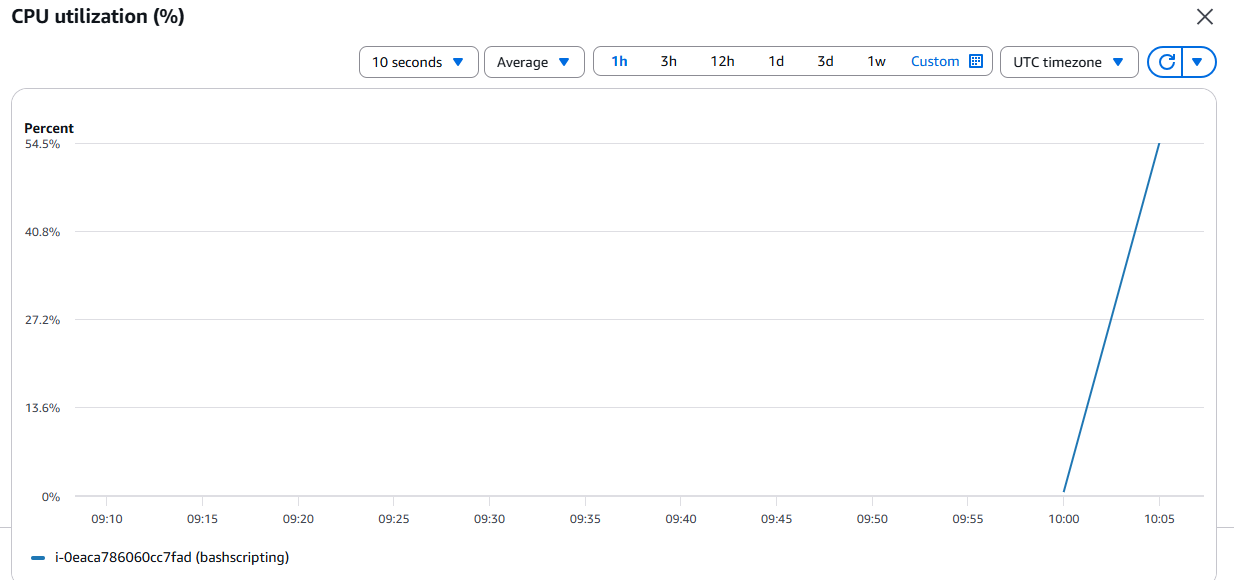 CPU utilization (%)
10 seconds Average 1h 3h 12h 1d 3d 1w Custom UTC timezone
Percent
54.5%
40.8%
27.2%
13.6%
0%
09:10 09:15 09:20 09:25 09:30 09:35 09:40 09:45 09:50 09:55 10:00 10:05
i-0eaca786060cc7fad (bashscripting)